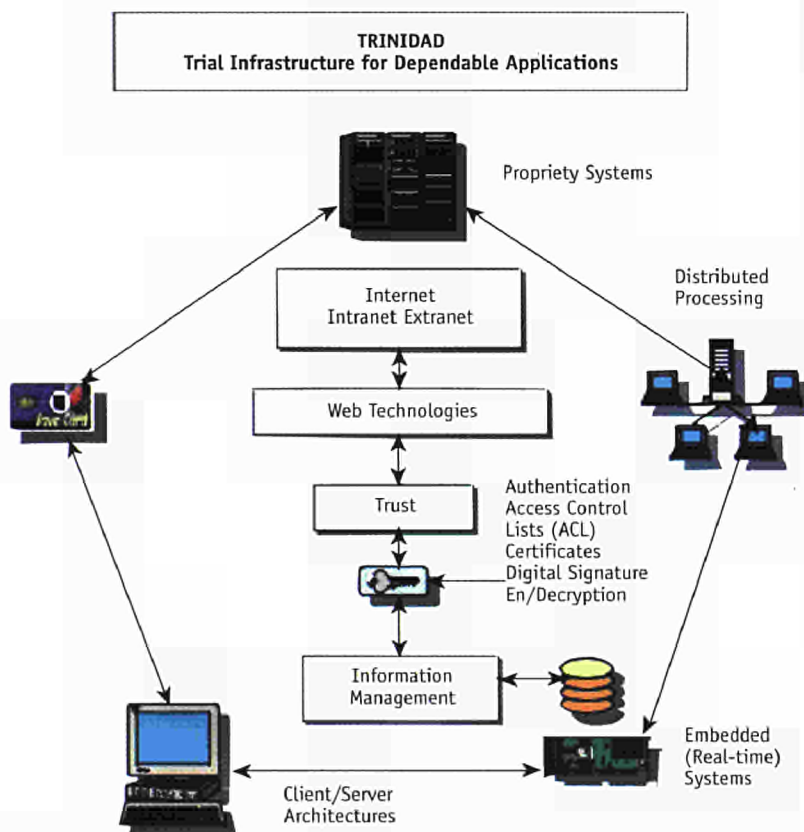 TRINIDAD
Trial Infrastructure for Dependable Applications
Propriety Systems
Internet
Intranet Extranet
Distributed
Processing
Web Technologies
Trust
Authentication
Access Control
Lists (ACL)
Certificates
Digital Signature
En/Decryption
Information
Management
Embedded
(Real-time)
Systems
Client/Server
Architectures